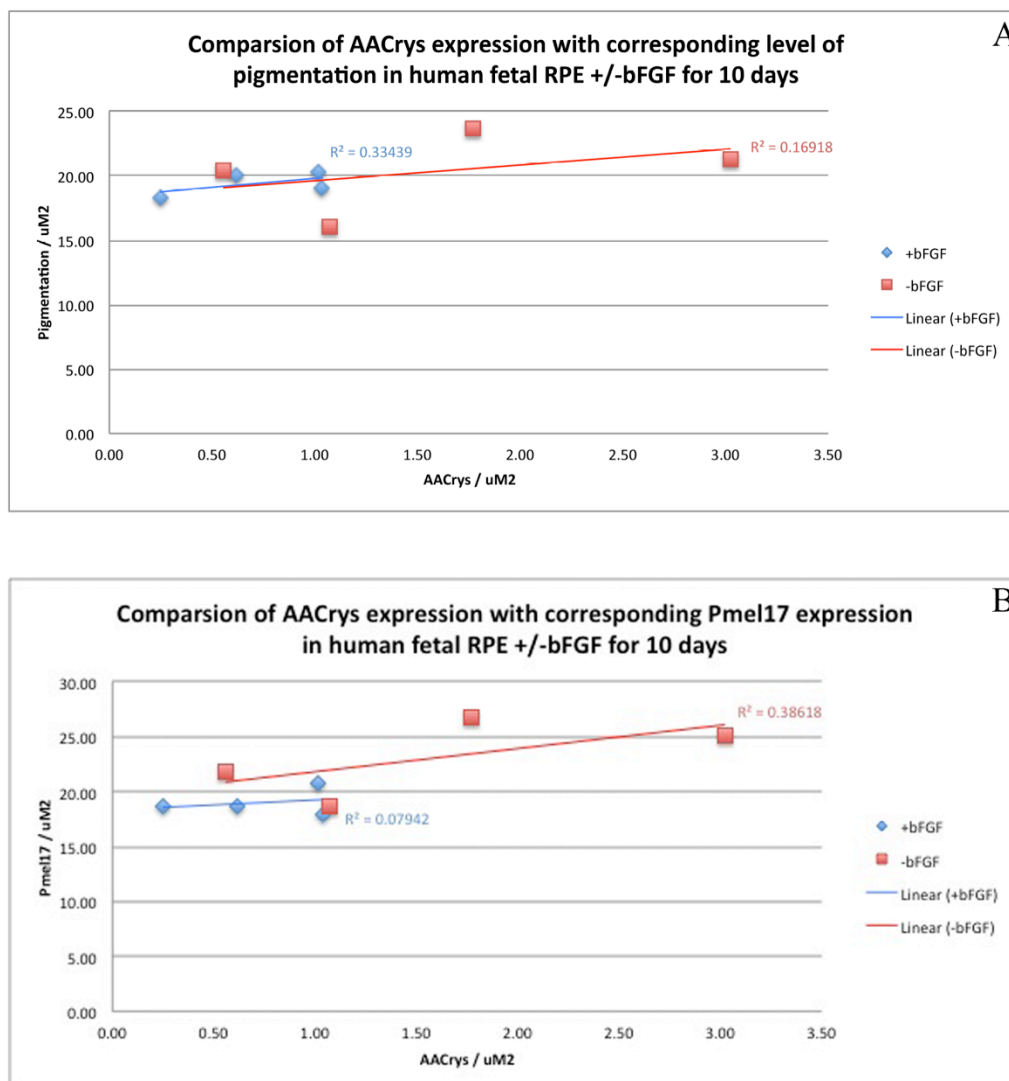 A
Comparsion of AACrys expression with corresponding level of
pigmentation in human fetal RPE +/-bFGF for 10 days
25.00
20.00
15.00
10.00
5.00
0.00
Pigmentation / uM2
R² = 0.33439
R² = 0.16918
+bFGF
-bFGF
Linear (+bFGF)
Linear (-bFGF)
0.00 0.50 1.00 1.50 2.00 2.50 3.00 3.50
AACrys / uM2
B
Comparsion of AACrys expression with corresponding Pmel17 expression
in human fetal RPE +/-bFGF for 10 days
30.00
25.00
20.00
15.00
10.00
5.00
0.00
Pmel17 / uM2
R² = 0.38618
R² = 0.07942
+bFGF
-bFGF
Linear (+bFGF)
Linear (-bFGF)
0.00 0.50 1.00 1.50 2.00 2.50 3.00 3.50
AACrys / uM2